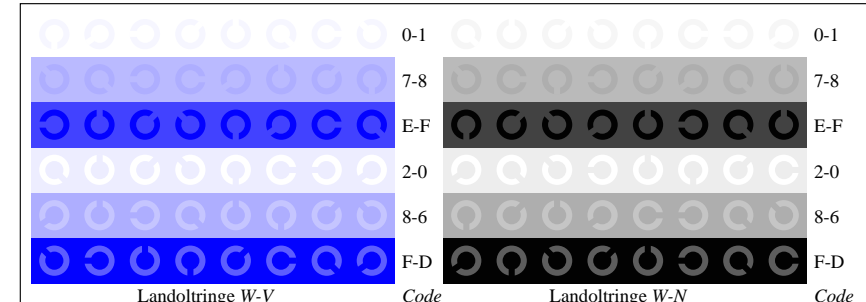 0-1 0-1
7-8 7-8
E-F E-F
2-0 2-0
8-6 8-6
F-D F-D
Landoltringe W-V Code Landoltringe W-N Code